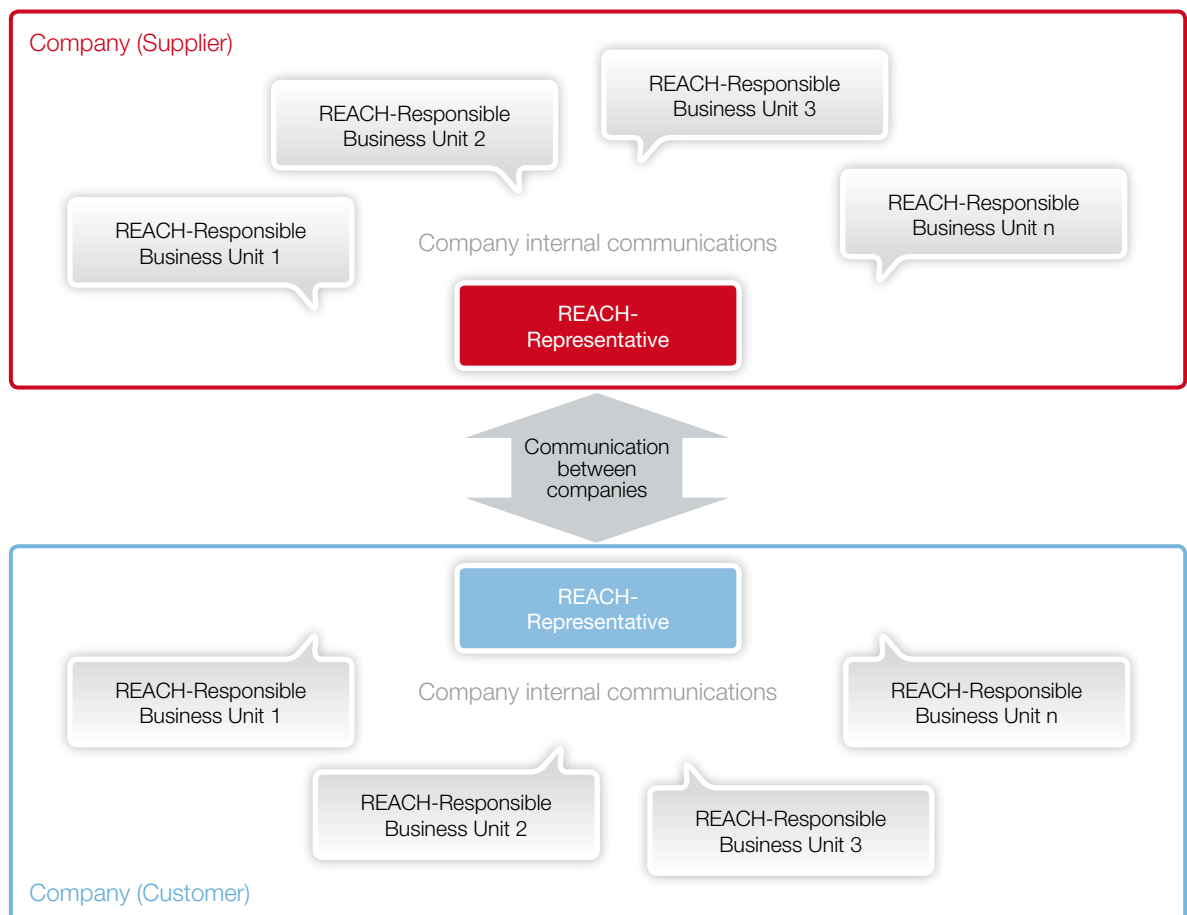 Company (Supplier)
REACH-Responsible
Business Unit 1
REACH-Responsible
Business Unit 2
REACH-Responsible
Business Unit 3
REACH-Responsible
Business Unit n
Company internal communications
REACH-
Representative
Communication
between
companies
REACH-
Representative
Company internal communications
REACH-Responsible
Business Unit 1
REACH-Responsible
Business Unit 2
REACH-Responsible
Business Unit 3
REACH-Responsible
Business Unit n
Company (Customer)